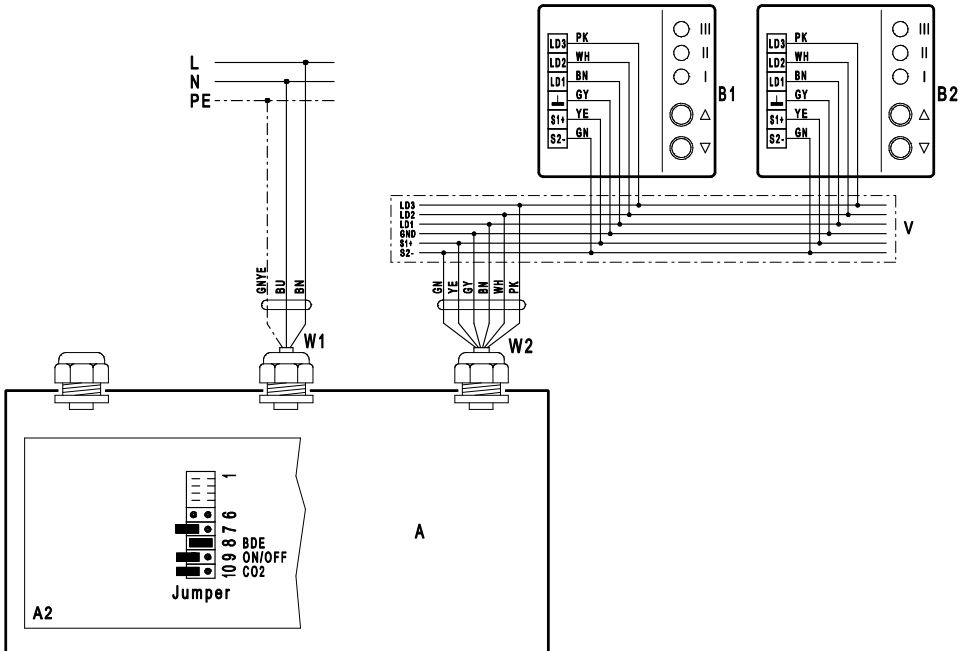 L
N
PE
GNYE
BU
BN
W1
LD3 PK
LD2 WH
LD1 BN
GY
S1+ YE
S2- GN
III
II
I
B1
LD3 PK
LD2 WH
LD1 BN
GY
S1+ YE
S2- GN
III
II
I
B2
LD3
LD2
LD1
GND
S1+
S2-
V
GN
YE
GY
BN
WH
PK
W2
1
6
7
8 BDE
9 ON/OFF
10 CO2
Jumper
A2
A